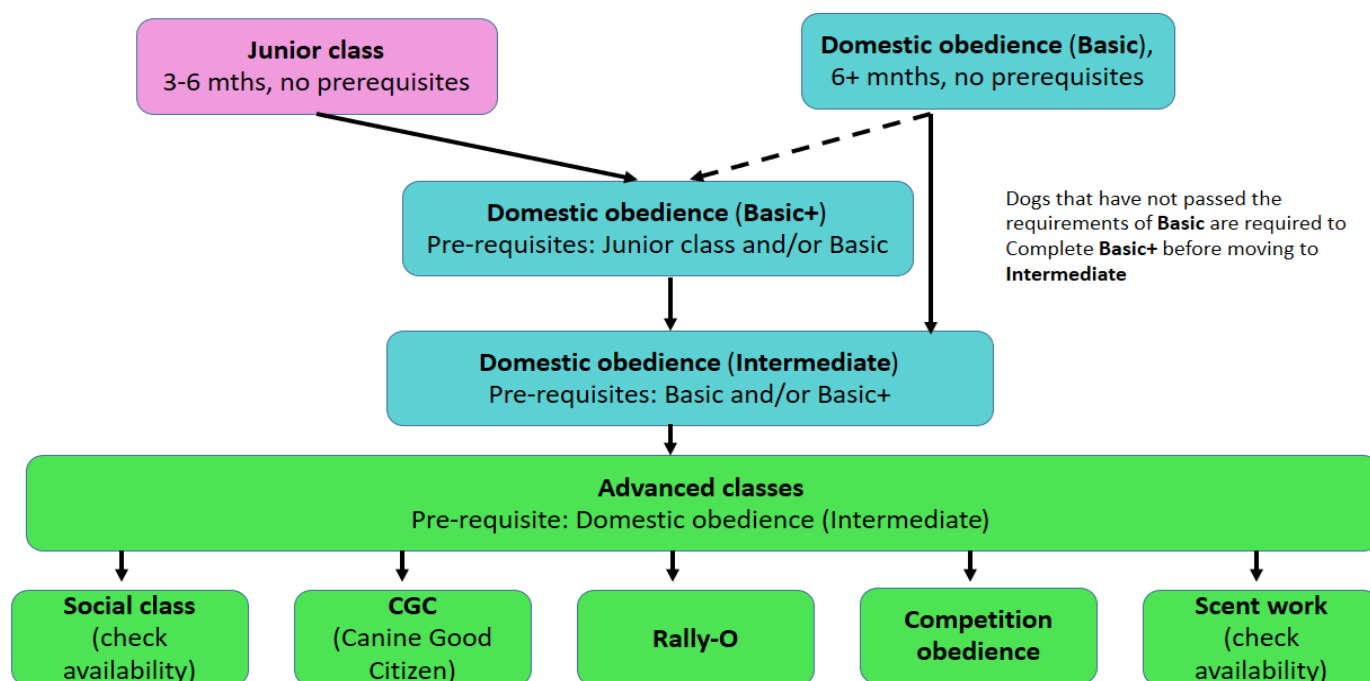 Junior class
3-6 mths, no prerequisites
Domestic obedience (Basic),
6+ mnths, no prerequisites
Domestic obedience (Basic+)
Pre-requisites: Junior class and/or Basic
Dogs that have not passed the
requirements of Basic are required to
Complete Basic+ before moving to
Intermediate
Domestic obedience (Intermediate)
Pre-requisites: Basic and/or Basic+
Advanced classes
Pre-requisite: Domestic obedience (Intermediate)
Social class
(check
availability)
CGC
(Canine Good
Citizen)
Rally-O
Competition
obedience
Scent work
(check
availability)